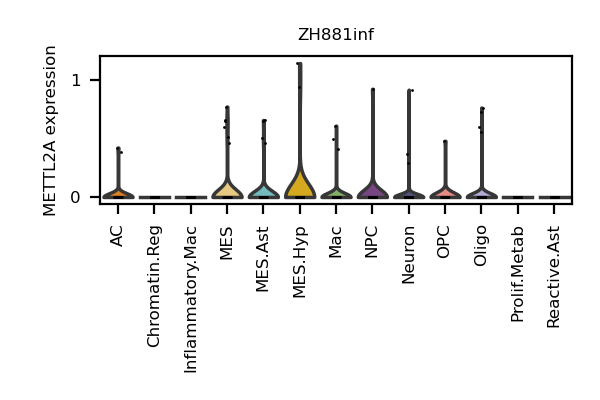 ZH881inf
METTL2A expression
1
0
AC
Chromatin.Reg
Inflammatory.Mac
MES
MES.Ast
MES.Hyp
Mac
NPC
Neuron
OPC
Oligo
Prolif.Metab
Reactive.Ast